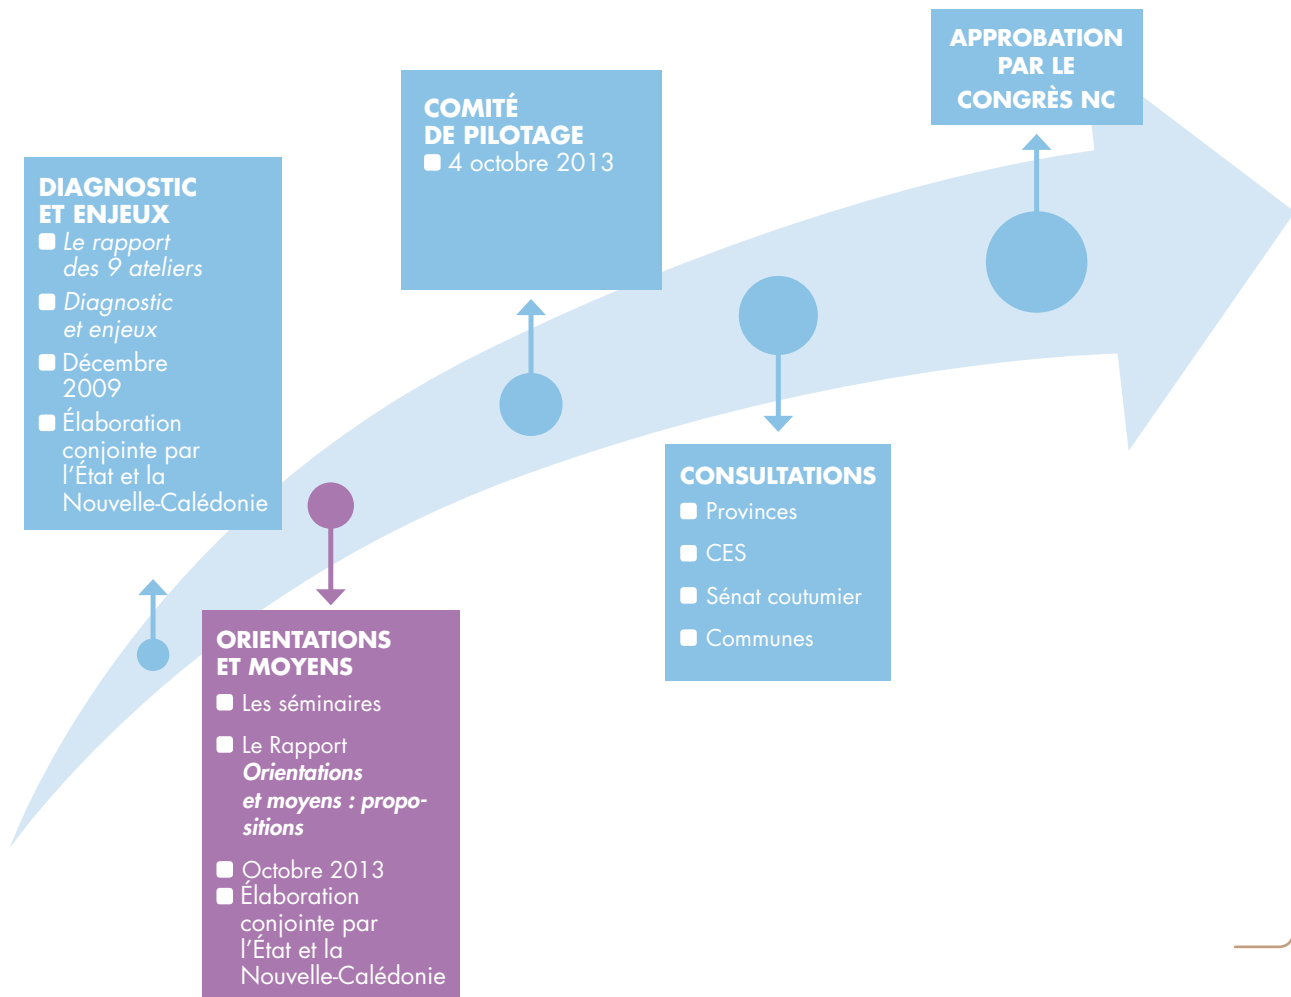 DIAGNOSTIC
ET ENJEUX
Le rapport
des 9 ateliers
Diagnostic
et enjeux
Décembre
2009
Élaboration
conjointe par
l'État et la
Nouvelle-Calédonie
ORIENTATIONS
ET MOYENS
Les séminaires
Le Rapport
Orientations
et moyens : propo-
sitions
Octobre 2013
Élaboration
conjointe par
l'État et la
Nouvelle-Calédonie
COMITÉ
DE PILOTAGE
4 octobre 2013
CONSULTATIONS
Provinces
CES
Sénat coutumier
Communes
APPROBATION
PAR LE
CONGRÈS NC